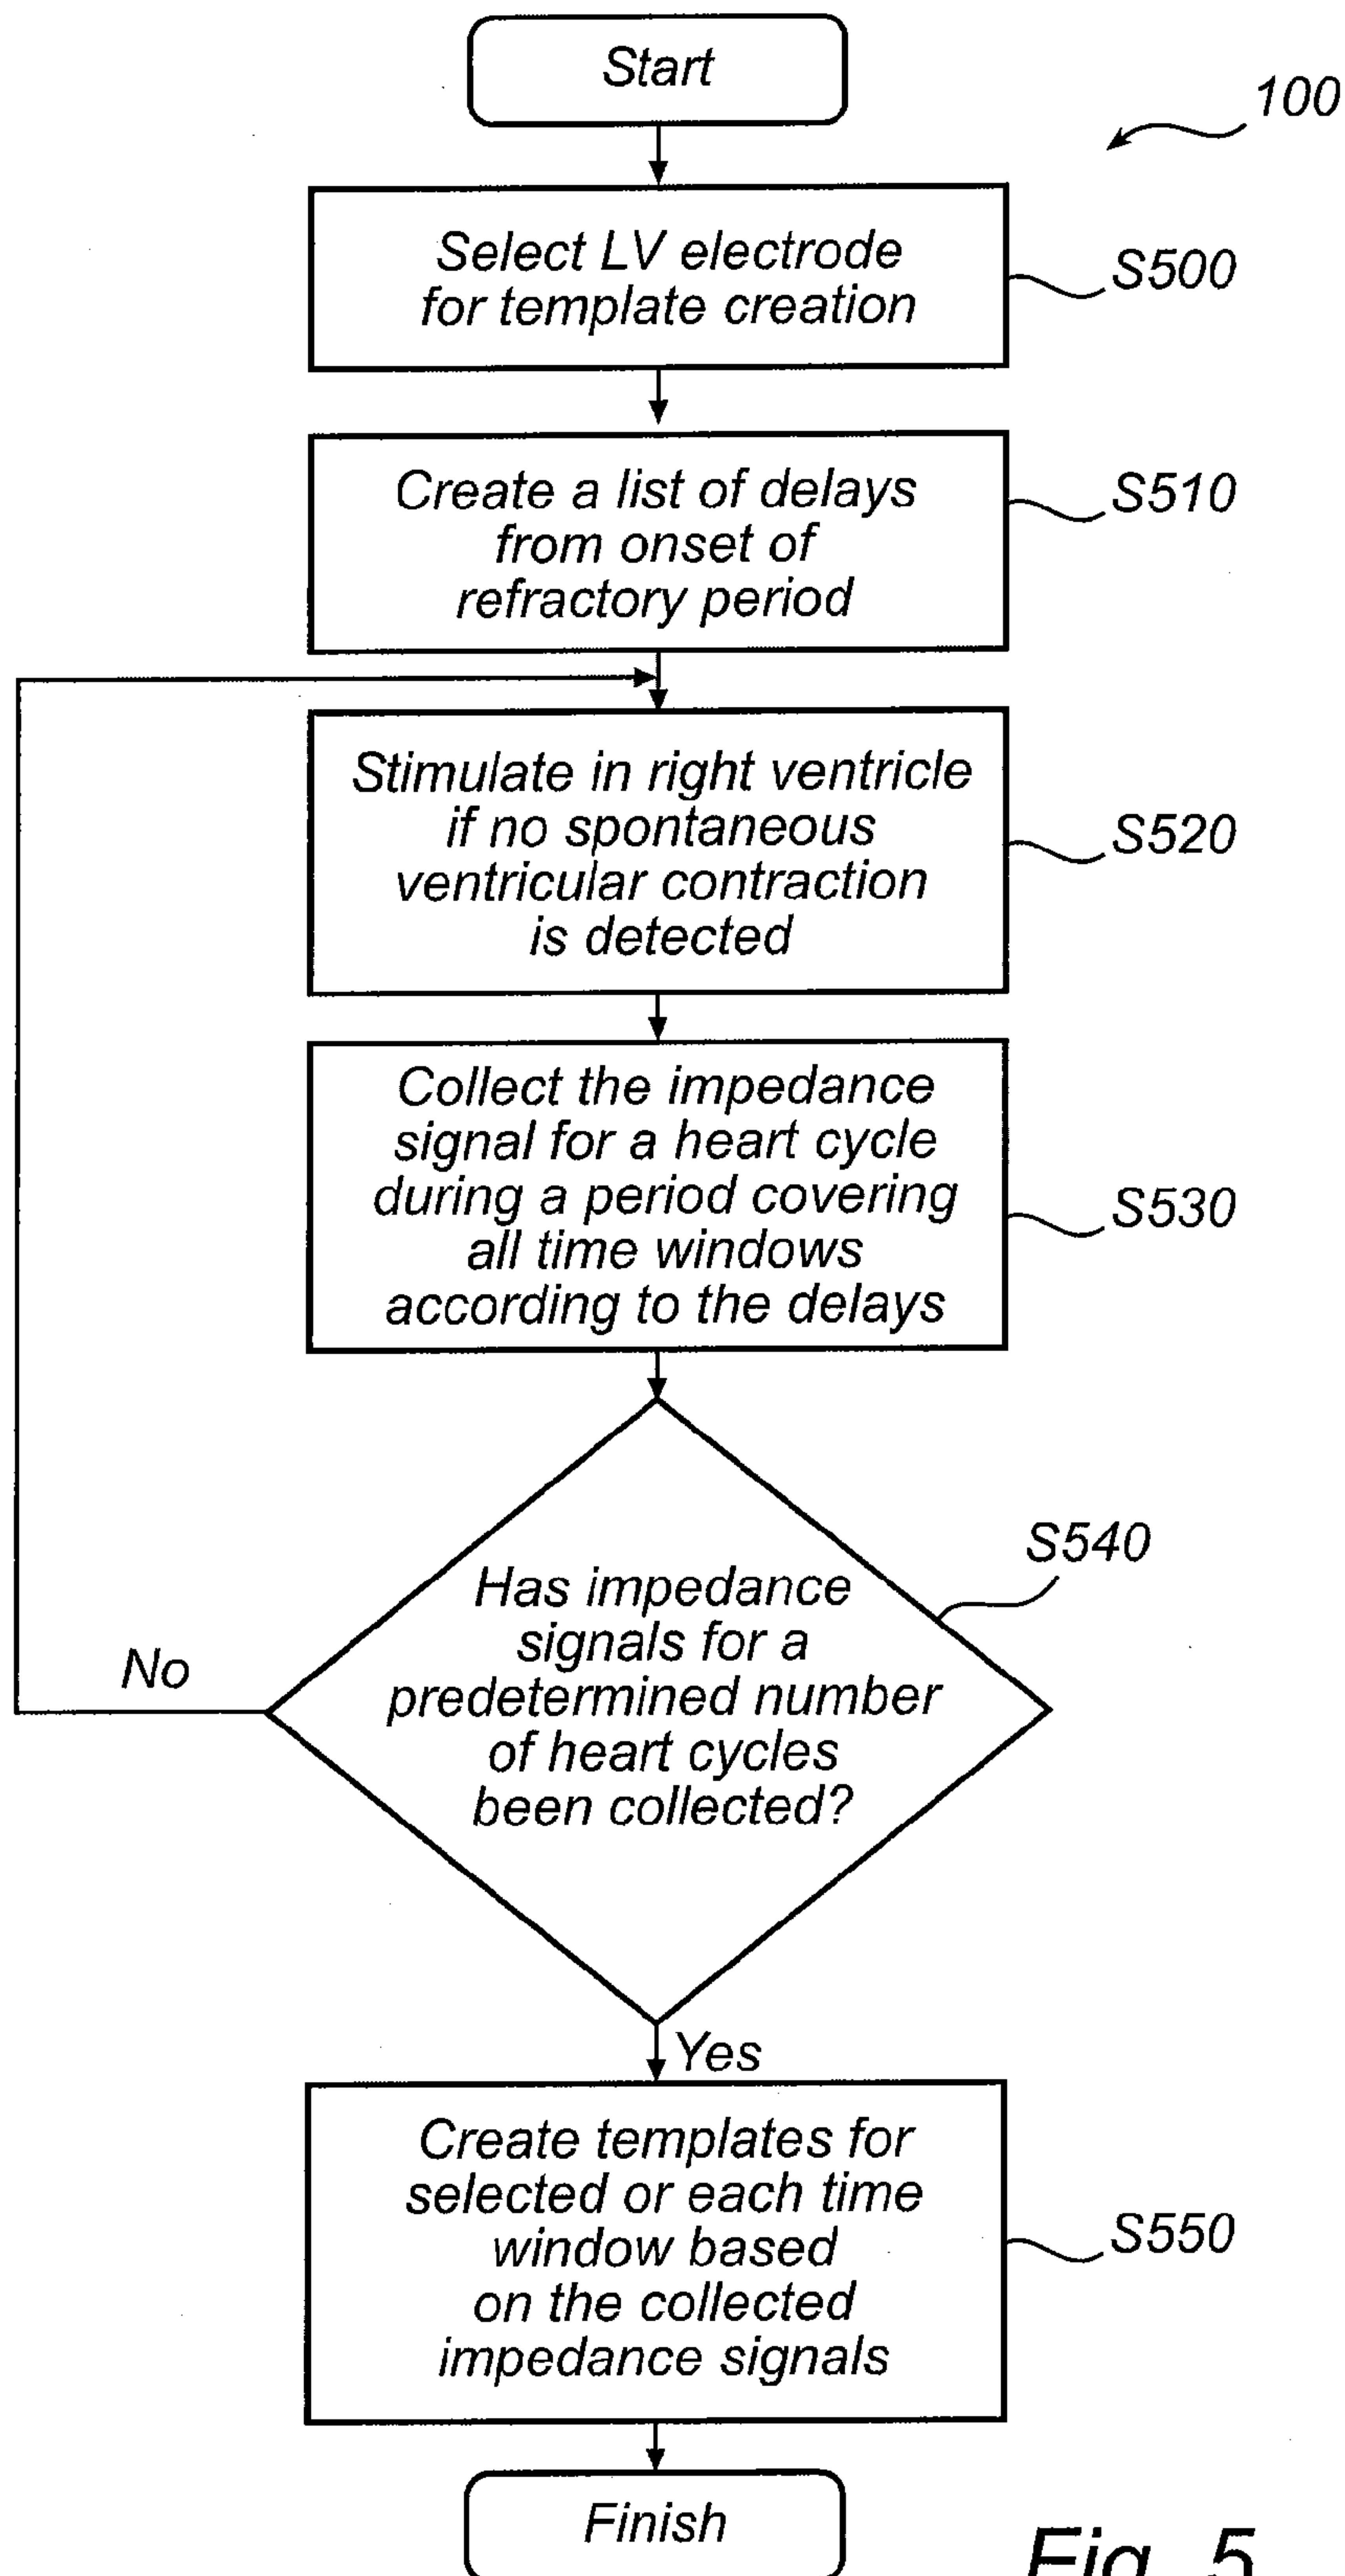 Start
100
Select LV electrode
for template creation
S500
Create a list of delays
from onset of
refractory period
S510
Stimulate in right ventricle
if no spontaneous
ventricular contraction
is detected
S520
Collect the impedance
signal for a heart cycle
during a period covering
all time windows
according to the delays
S530
Has impedance
signals for a
predetermined number
of heart cycles
been collected?
S540
No
Yes
Create templates for
selected or each time
window based
on the collected
impedance signals
S550
Finish
Fig. 5